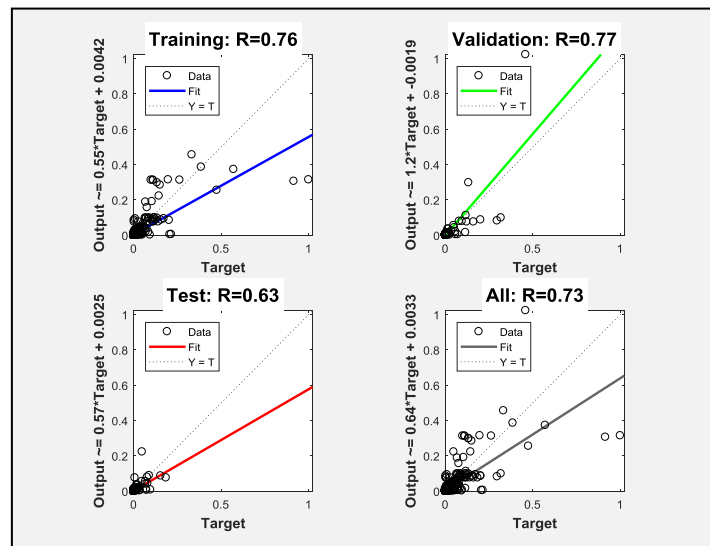 Training: R=0.76
Output ~= 0.55*Target + 0.0042
1
0.8
0.6
0.4
0.2
0
Data
Fit
Y = T
0
0.5
1
Target
Validation: R=0.77
Output ~= 1.2*Target + -0.0019
1
0.8
0.6
0.4
0.2
0
Data
Fit
Y = T
0
0.5
1
Target
Test: R=0.63
Output ~= 0.57*Target + 0.0025
1
0.8
0.6
0.4
0.2
0
Data
Fit
Y = T
0
0.5
1
Target
All: R=0.73
Output ~= 0.64*Target + 0.0033
1
0.8
0.6
0.4
0.2
0
Data
Fit
Y = T
0
0.5
1
Target